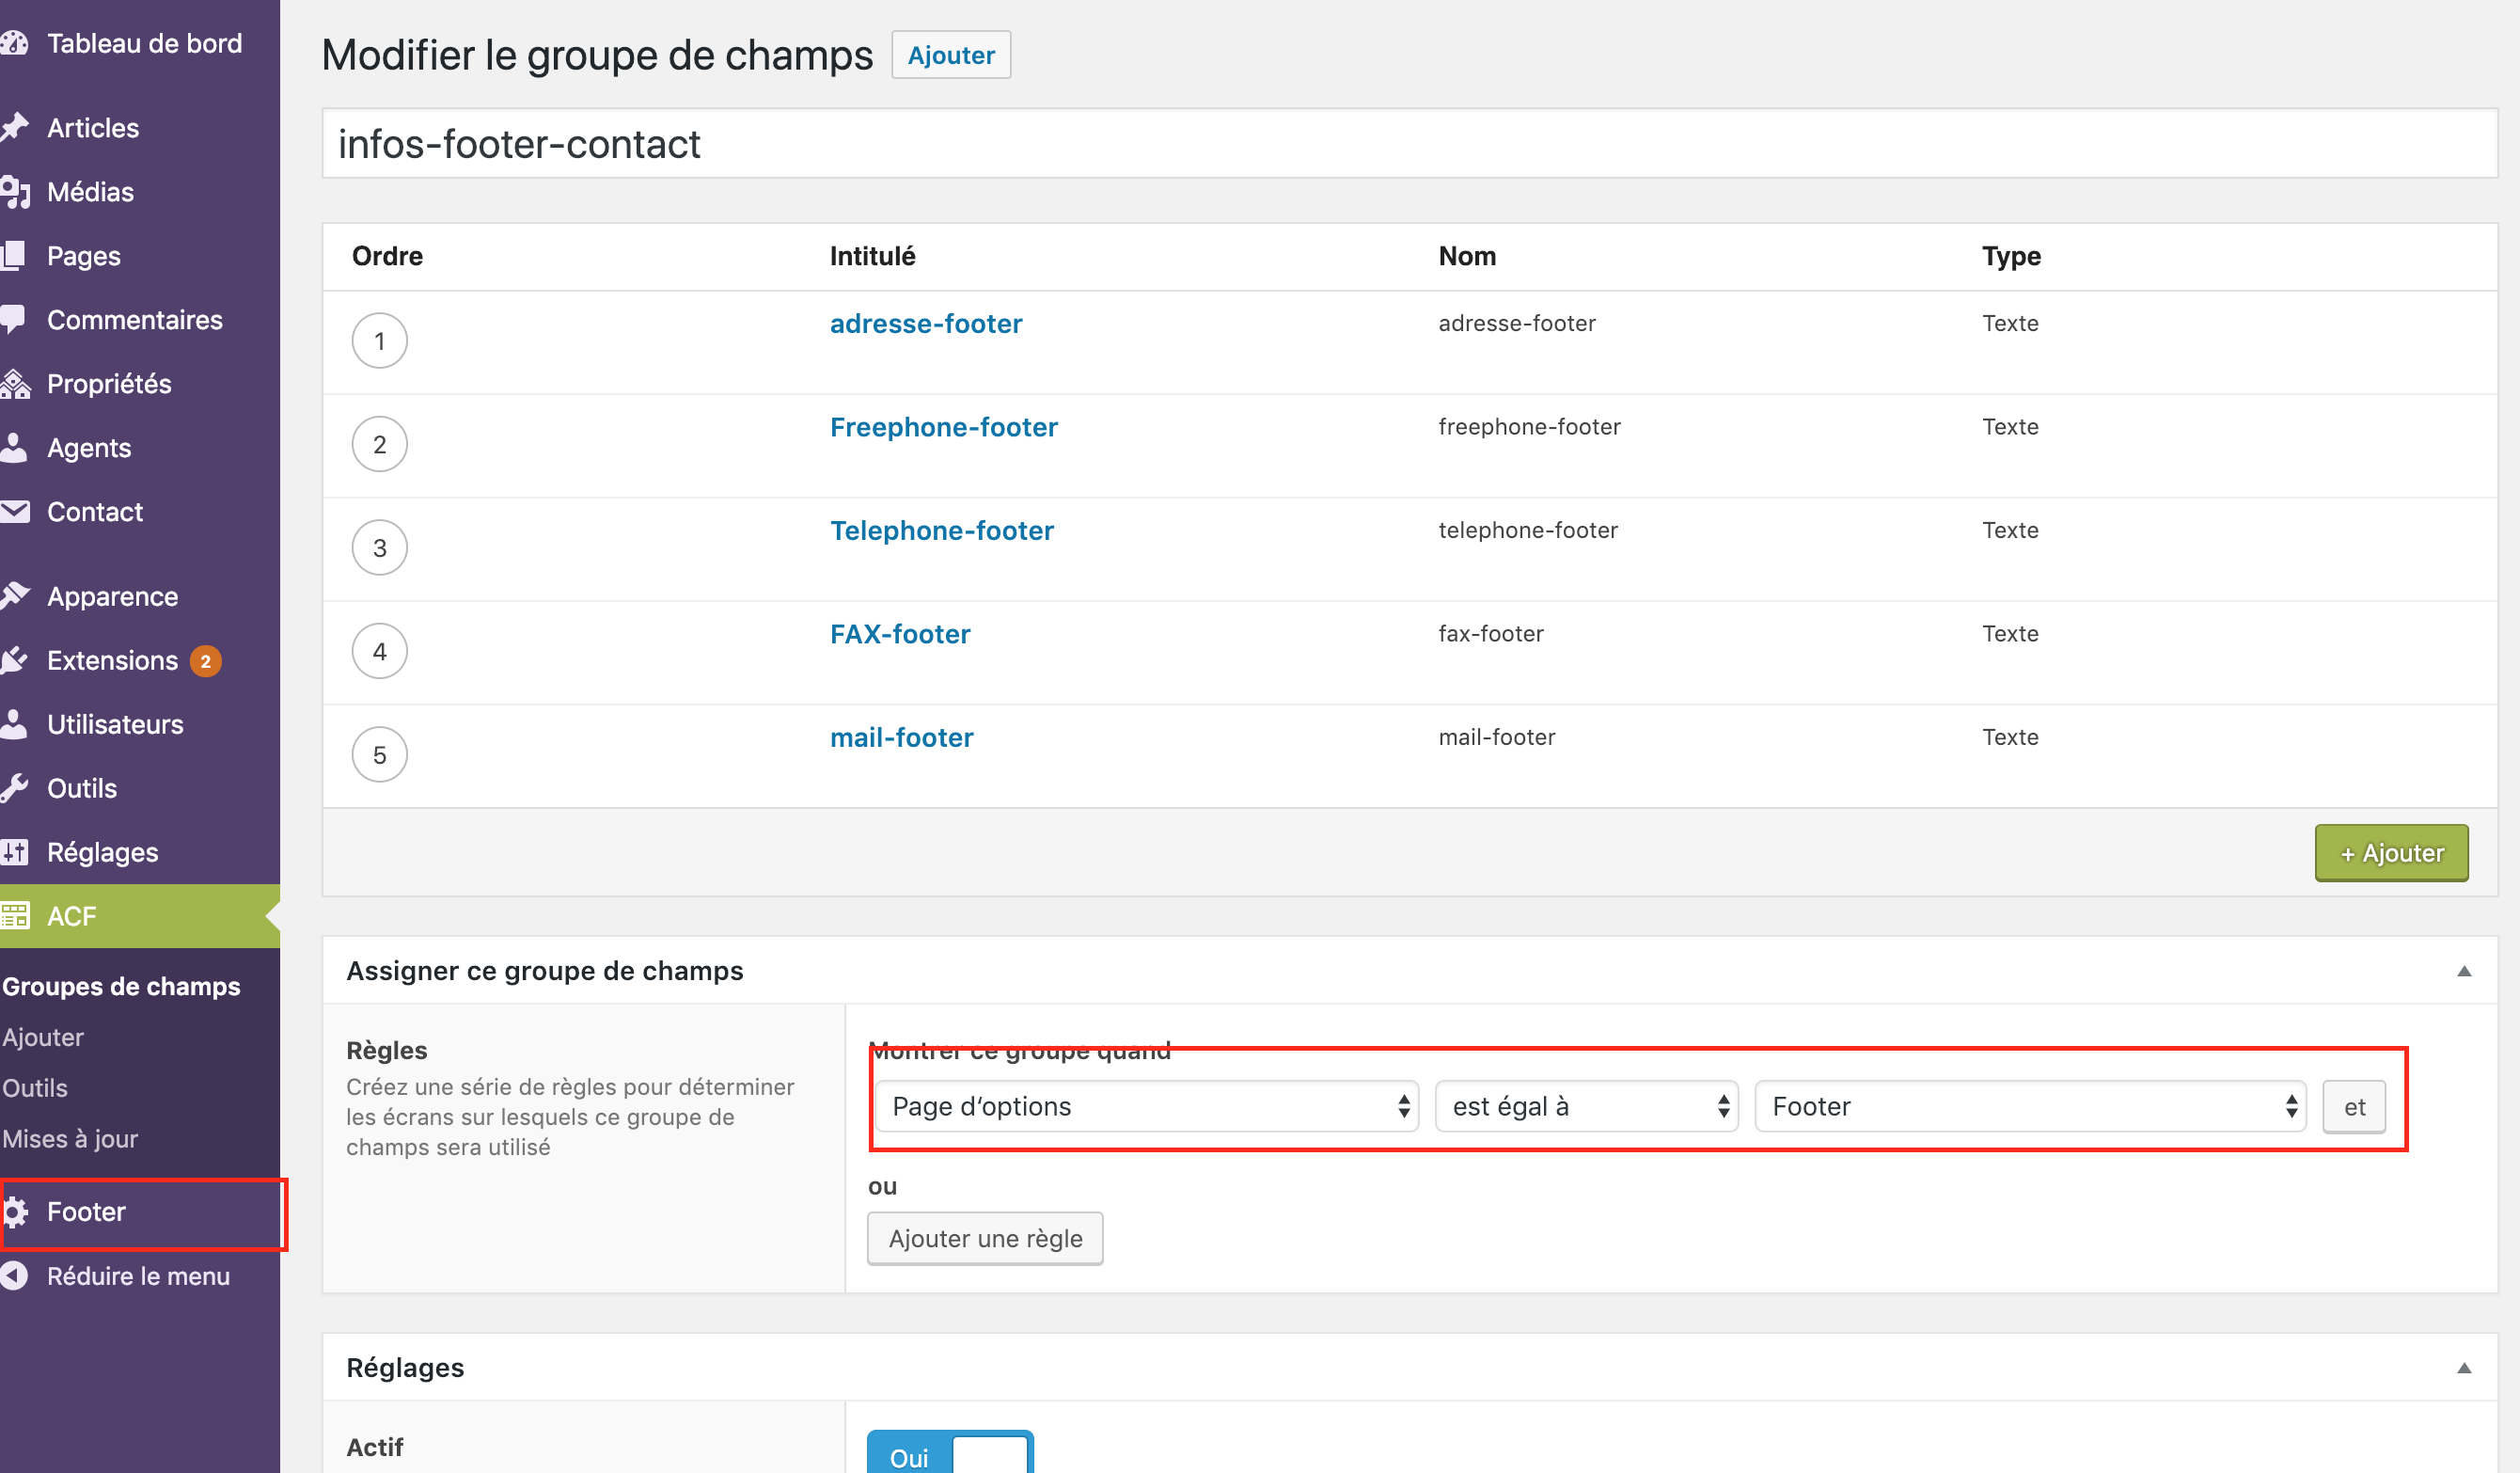 Tableau de bord
Articles
Médias
Pages
Commentaires
Propriétés
Agents
Contact
Apparence
Extensions 2
Utilisateurs
Outils
Réglages
ACF
Groupes de champs
Ajouter
Outils
Mises à jour
Footer
Réduire le menu
Modifier le groupe de champs Ajouter
infos-footer-contact
Ordre Intitulé Nom Type
1 adresse-footer adresse-footer Texte
2 Freephone-footer freephone-footer Texte
3 Telephone-footer telephone-footer Texte
4 FAX-footer fax-footer Texte
5 mail-footer mail-footer Texte
+ Ajouter
Assigner ce groupe de champs
Règles
Créez une série de règles pour déterminer
les écrans sur lesquels ce groupe de
champs sera utilisé
Montrer ce groupe quand
Page d‘options est égal à Footer et
ou
Ajouter une règle
Réglages
Actif
Oui